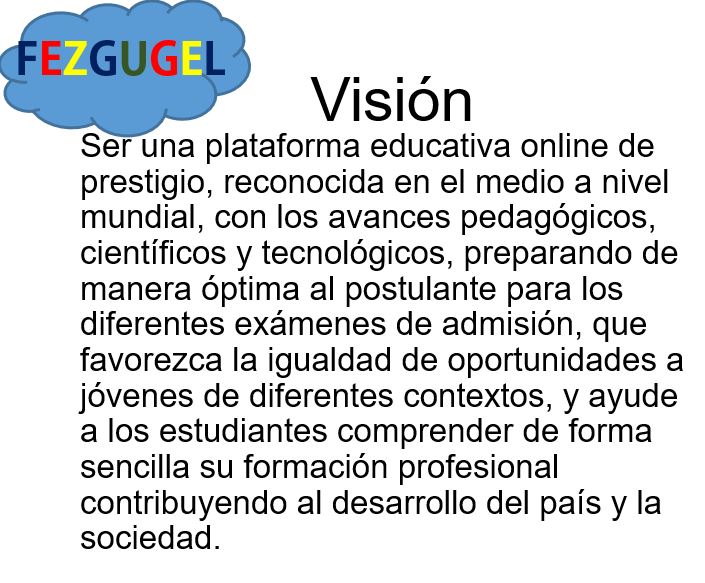 FEZGUGEL
Visión
Ser una plataforma educativa online de
prestigio, reconocida en el medio a nivel
mundial, con los avances pedagógicos,
científicos y tecnológicos, preparando de
manera óptima al postulante para los
diferentes exámenes de admisión, que
favorezca la igualdad de oportunidades a
jóvenes de diferentes contextos, y ayude
a los estudiantes comprender de forma
sencilla su formación profesional
contribuyendo al desarrollo del país y la
sociedad.